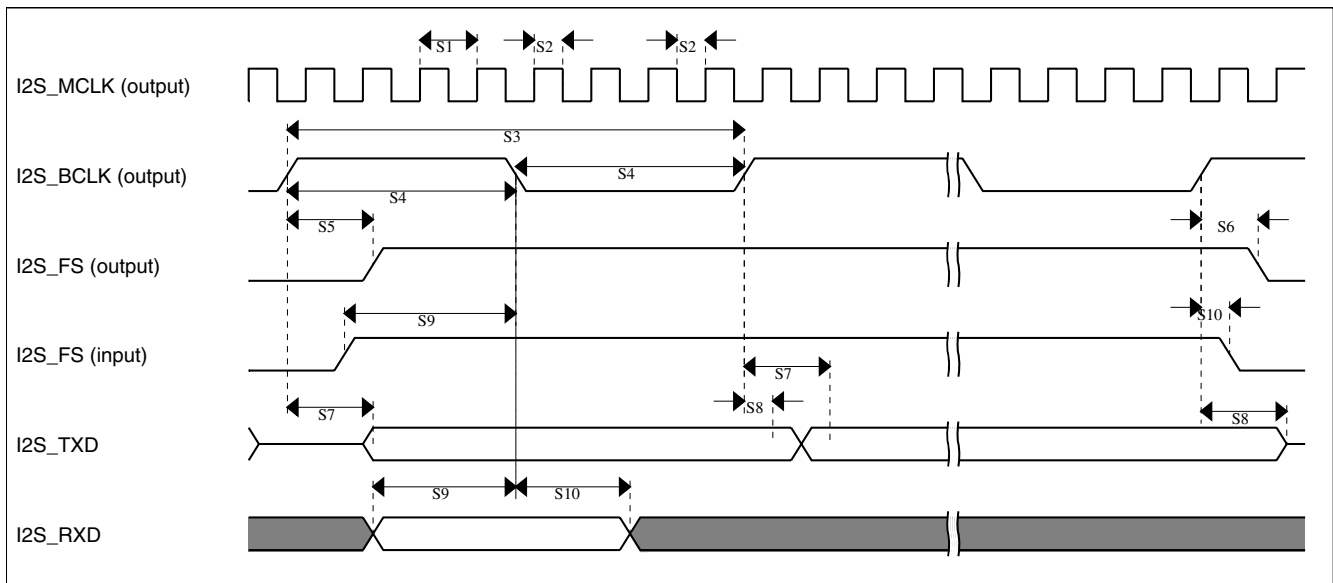 S1 S2 S2
I2S_MCLK (output)
S3
I2S_BCLK (output)
S4
S4
S5 S6
I2S_FS (output)
S9 S10
I2S_FS (input)
S7
S7 S8 S8
I2S_TXD
S9 S10
I2S_RXD